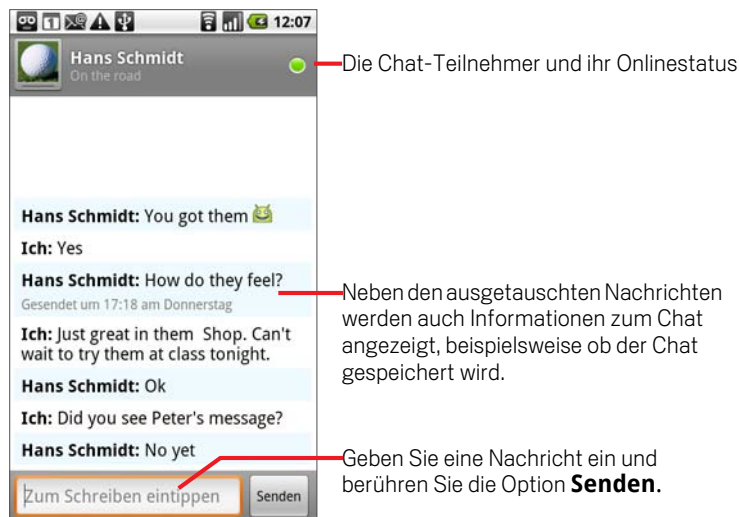 1
12:07
Hans Schmidt
On the road
Die Chat-Teilnehmer und ihr Onlinestatus
Hans Schmidt: You got them
Ich: Yes
Hans Schmidt: How do they feel?
Gesendet um 17:18 am Donnerstag
Neben den ausgetauschten Nachrichten
werden auch Informationen zum Chat
angezeigt, beispielsweise ob der Chat
gespeichert wird.
Ich: Just great in them  Shop. Can't
wait to try them at class tonight.
Hans Schmidt: Ok
Ich: Did you see Peter's message?
Hans Schmidt: No yet
Geben Sie eine Nachricht ein und
berühren Sie die Option Senden.
Zum Schreiben eintippen
Senden